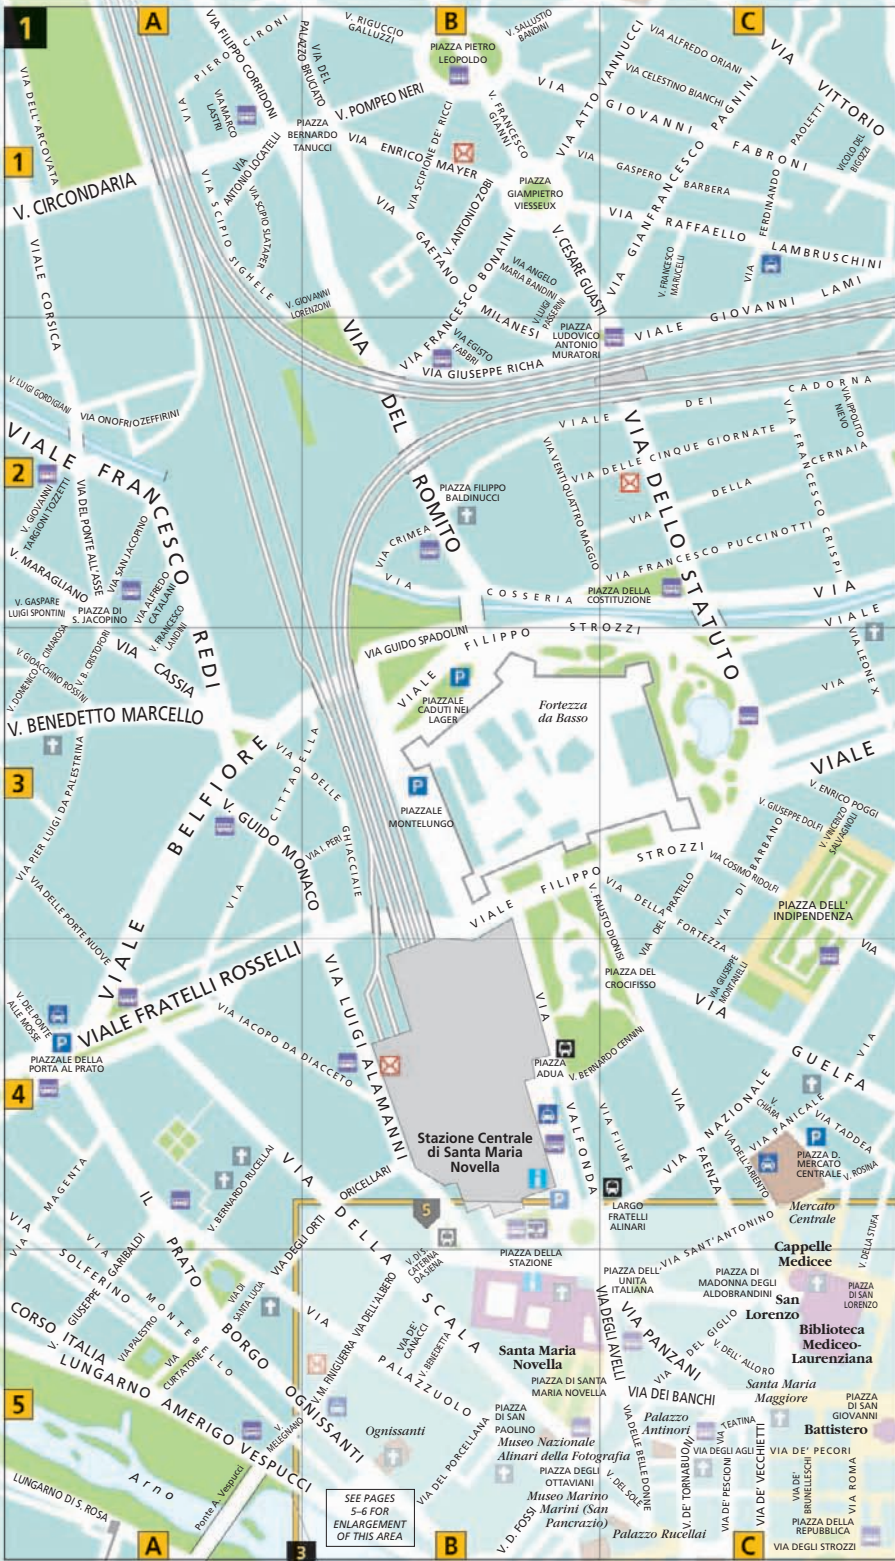 1
A
B
C
VIA DELL'ARCOVATA
VIA FILIPPO CORRIDONI
VIA PIERO CIRONI
VIA DEL
PALAZZO BRUCIATO
V. RIGUCCIO
GALLUZZI
PIAZZA PIETRO
LEOPOLDO
V. SALLUSTIO
BANDINI
VIA ATTO VANNUCCI
VIA ALFREDO ORIANI
VIA CELESTINO BIANCHI
VIA VITTORIO
VIA GIOVANNI FABRONI
PAOLETTI
VICOLO DEL
BIGOZZI
VIA MARCO
LASTRI
V. POMPEO NERI
PIAZZA
BERNARDO
TANUCCI
V. FRANCESCO
GIANNI
VIA ENRICO MAYER
VIA SCIPIONE DE' RICCI
1
VIA
ANTONIO LOCATELLI
VIA SCIPIO SLATAPER
VIA SCIPIO SIGHELE
V. CIRCONDARIA
PIAZZA
GIAMPIETRO
VIESSEUX
VIA GASPERO BARBERA
VIA GIANFRANCESCO PAGNINI
VIA FERDINANDO
VIA RAFFAELLO LAMBRUSCHINI
V. ANTONIO ZOBI
VIA GAETANO MILANESI
VIA FRANCESCO BONAINI
V. CESARE GUASTI
VIA ANGELO
MARIA BANDINI
V. LUIGI
PASSERINI
V. FRANCESCO
MARUCELLI
VIALE GIOVANNI LAMI
VIALE CORSICA
V. GIOVANNI
LORENZONI
VIA EGISTO
FABBRI
PIAZZA
LUDOVICO
ANTONIO
MURATORI
VIA GIUSEPPE RICHA
VIA DEL ROMITO
V. LUIGI GORDIGIANI
VIA ONOFRIO ZEFFIRINI
VIALE DEI CADORNA
VIA IPPOLITO
NIEVO
VIA DELLE CINQUE GIORNATE
VIA DELLA CERNAIA
VIA FRANCESCO CRISPI
VIA VENTIQUATTRO MAGGIO
VIA DELLO STATUTO
2
VIALE FRANCESCO REDI
V. GIOVANNI
TARGIONI TOZZETTI
VIA DEL PONTE ALL'ASSE
VIA SAN JACOPINO
PIAZZA FILIPPO
BALDINUCCI
VIA CRIMEA
VIA FRANCESCO PUCCINOTTI
V. MARAGLIANO
V. GASPARE
LUIGI SPONTINI
PIAZZA DI
S. JACOPINO
VIA ALFREDO
CATALANI
V. FRANCESCO
LANDINI
VIA COSSERIA
PIAZZA DELLA
COSTITUZIONE
VIA
VIALE
V. DOMENICO CIMAROSA
V. GIOACCHINO ROSSINI
V. B. CRISTOFORI
VIA CASSIA
VIA GUIDO SPADOLINI
VIALE FILIPPO STROZZI
VIA LEONE X
VIA
PIAZZALE
CADUTI NEI
LAGER
Fortezza
da Basso
V. BENEDETTO MARCELLO
VIALE
3
VIA PIER LUIGI DA PALESTRINA
VIALE BELFIORE
VIA CITTADELLA
VIA DELLE GHIACCIAIE
V. GUIDO MONACO
VIA I. PERI
PIAZZALE
MONTELUNGO
V. ENRICO POGGI
V. GIUSEPPE DOLFI
V. VINCENZO
SALVAGNOLI
VIALE FILIPPO STROZZI
VIA COSIMO RIDOLFI
VIA DI BARBANO
PIAZZA DELL'
INDIPENDENZA
VIA DELLE PORTE NUOVE
V. FAUSTO DIONISI
VIA DELLA FORTEZZA
VIA DEL PRATELLO
VIA GIUSEPPE
MONTANELLI
VIA
PIAZZA DEL
CROCIFISSO
V. DEL PONTE
ALLE MOSSE
VIALE FRATELLI ROSSELLI
PIAZZALE DELLA
PORTA AL PRATO
VIA IACOPO DA DIACCETO
VIA LUIGI ALAMANNI
VIA VALFONDA
PIAZZA
ADUA
V. BERNARDO CENNINI
VIA GUELFA
VIA
4
Stazione Centrale
di Santa Maria
Novella
VIA FIUME
VIA FAENZA
VIA NAZIONALE
V.
CHIARA
VIA PANICALE
VIA TADDEA
VIA DELL'ARIENTO
PIAZZA D.
MERCATO
CENTRALE
V. ROSINA
Mercato
Centrale
VIA MAGENTA
V. BERNARDO RUCELLAI
ORICELLARI
VIA DEGLI ORTI
VIA DELLA SCALA
5
LARGO
FRATELLI
ALINARI
VIA SANT'ANTONINO
V. DELLA STUFA
VIA SOLFERINO
VIA GARIBALDI
V. GIUSEPPE
IL PRATO
VIA MONTEBELLO
VIA DI
SANTA LUCIA
V. DI S.
CATERNA
DA SIENA
PIAZZA DELLA
STAZIONE
PIAZZA DELL'
UNITA
ITALIANA
PIAZZA DI
MADONNA DEGLI
ALDOBRANDINI
Cappelle
Medicee
San
Lorenzo
PIAZZA
DI SAN
LORENZO
Biblioteca
Mediceo-
Laurenziana
CORSO ITALIA
VIA PALESTRO
VIA
CURTATONE
BORGO OGNISSANTI
V. M. FINIGUERRA
VIA DELL'ALBERO
VIA DE'
CANACCI
V. BENEDETTA
VIA PALAZZUOLO
Santa Maria
Novella
PIAZZA DI SANTA
MARIA NOVELLA
VIA DEGLI AVELLI
VIA PANZANI
VIA DEL GIGLIO
V. DELL' ALLORO
Santa Maria
Maggiore
VIA DEI BANCHI
LUNGARNO AMERIGO VESPUCCI
5
V.
MELEGNANO
Ognissanti
VIA DEL PORCELLANA
PIAZZA
DI SAN
PAOLINO
Museo Nazionale
Alinari della Fotografia
PIAZZA DEGLI
OTTAVIANI
Museo Marino
Marini (San
Pancrazio)
V. D. FOSSI
V. DEL SOLE
VIA DELLE BELLE DONNE
Palazzo
Antinori
Palazzo Rucellai
V. DE' TORNABUONI
VIA TEATINA
VIA DEGLI AGLI
VIA DE' PESCIONI
VIA DE' VECCHIETTI
PIAZZA
DI SAN
GIOVANNI
Battistero
VIA DE' PECORI
VIA DE'
BRUNELLESCHI
VIA ROMA
PIAZZA DELLA
REPUBBLICA
VIA DEGLI STROZZI
LUNGARNO DI S. ROSA
Arno
Ponte A. Vespucci
SEE PAGES
5–6 FOR
ENLARGEMENT
OF THIS AREA
A
3
B
C